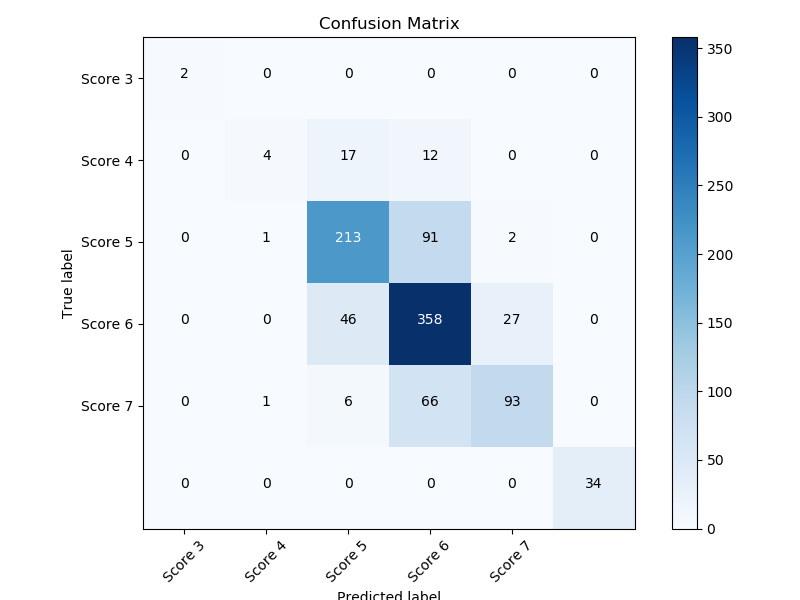 Confusion Matrix
True label
Score 3 2 0 0 0 0 0
Score 4 0 4 17 12 0 0
Score 5 0 1 213 91 2 0
Score 6 0 0 46 358 27 0
Score 7 0 1 6 66 93 0
0 0 0 0 0 34
Score 3 Score 4 Score 5 Score 6 Score 7
Predicted label
350
300
250
200
150
100
50
0